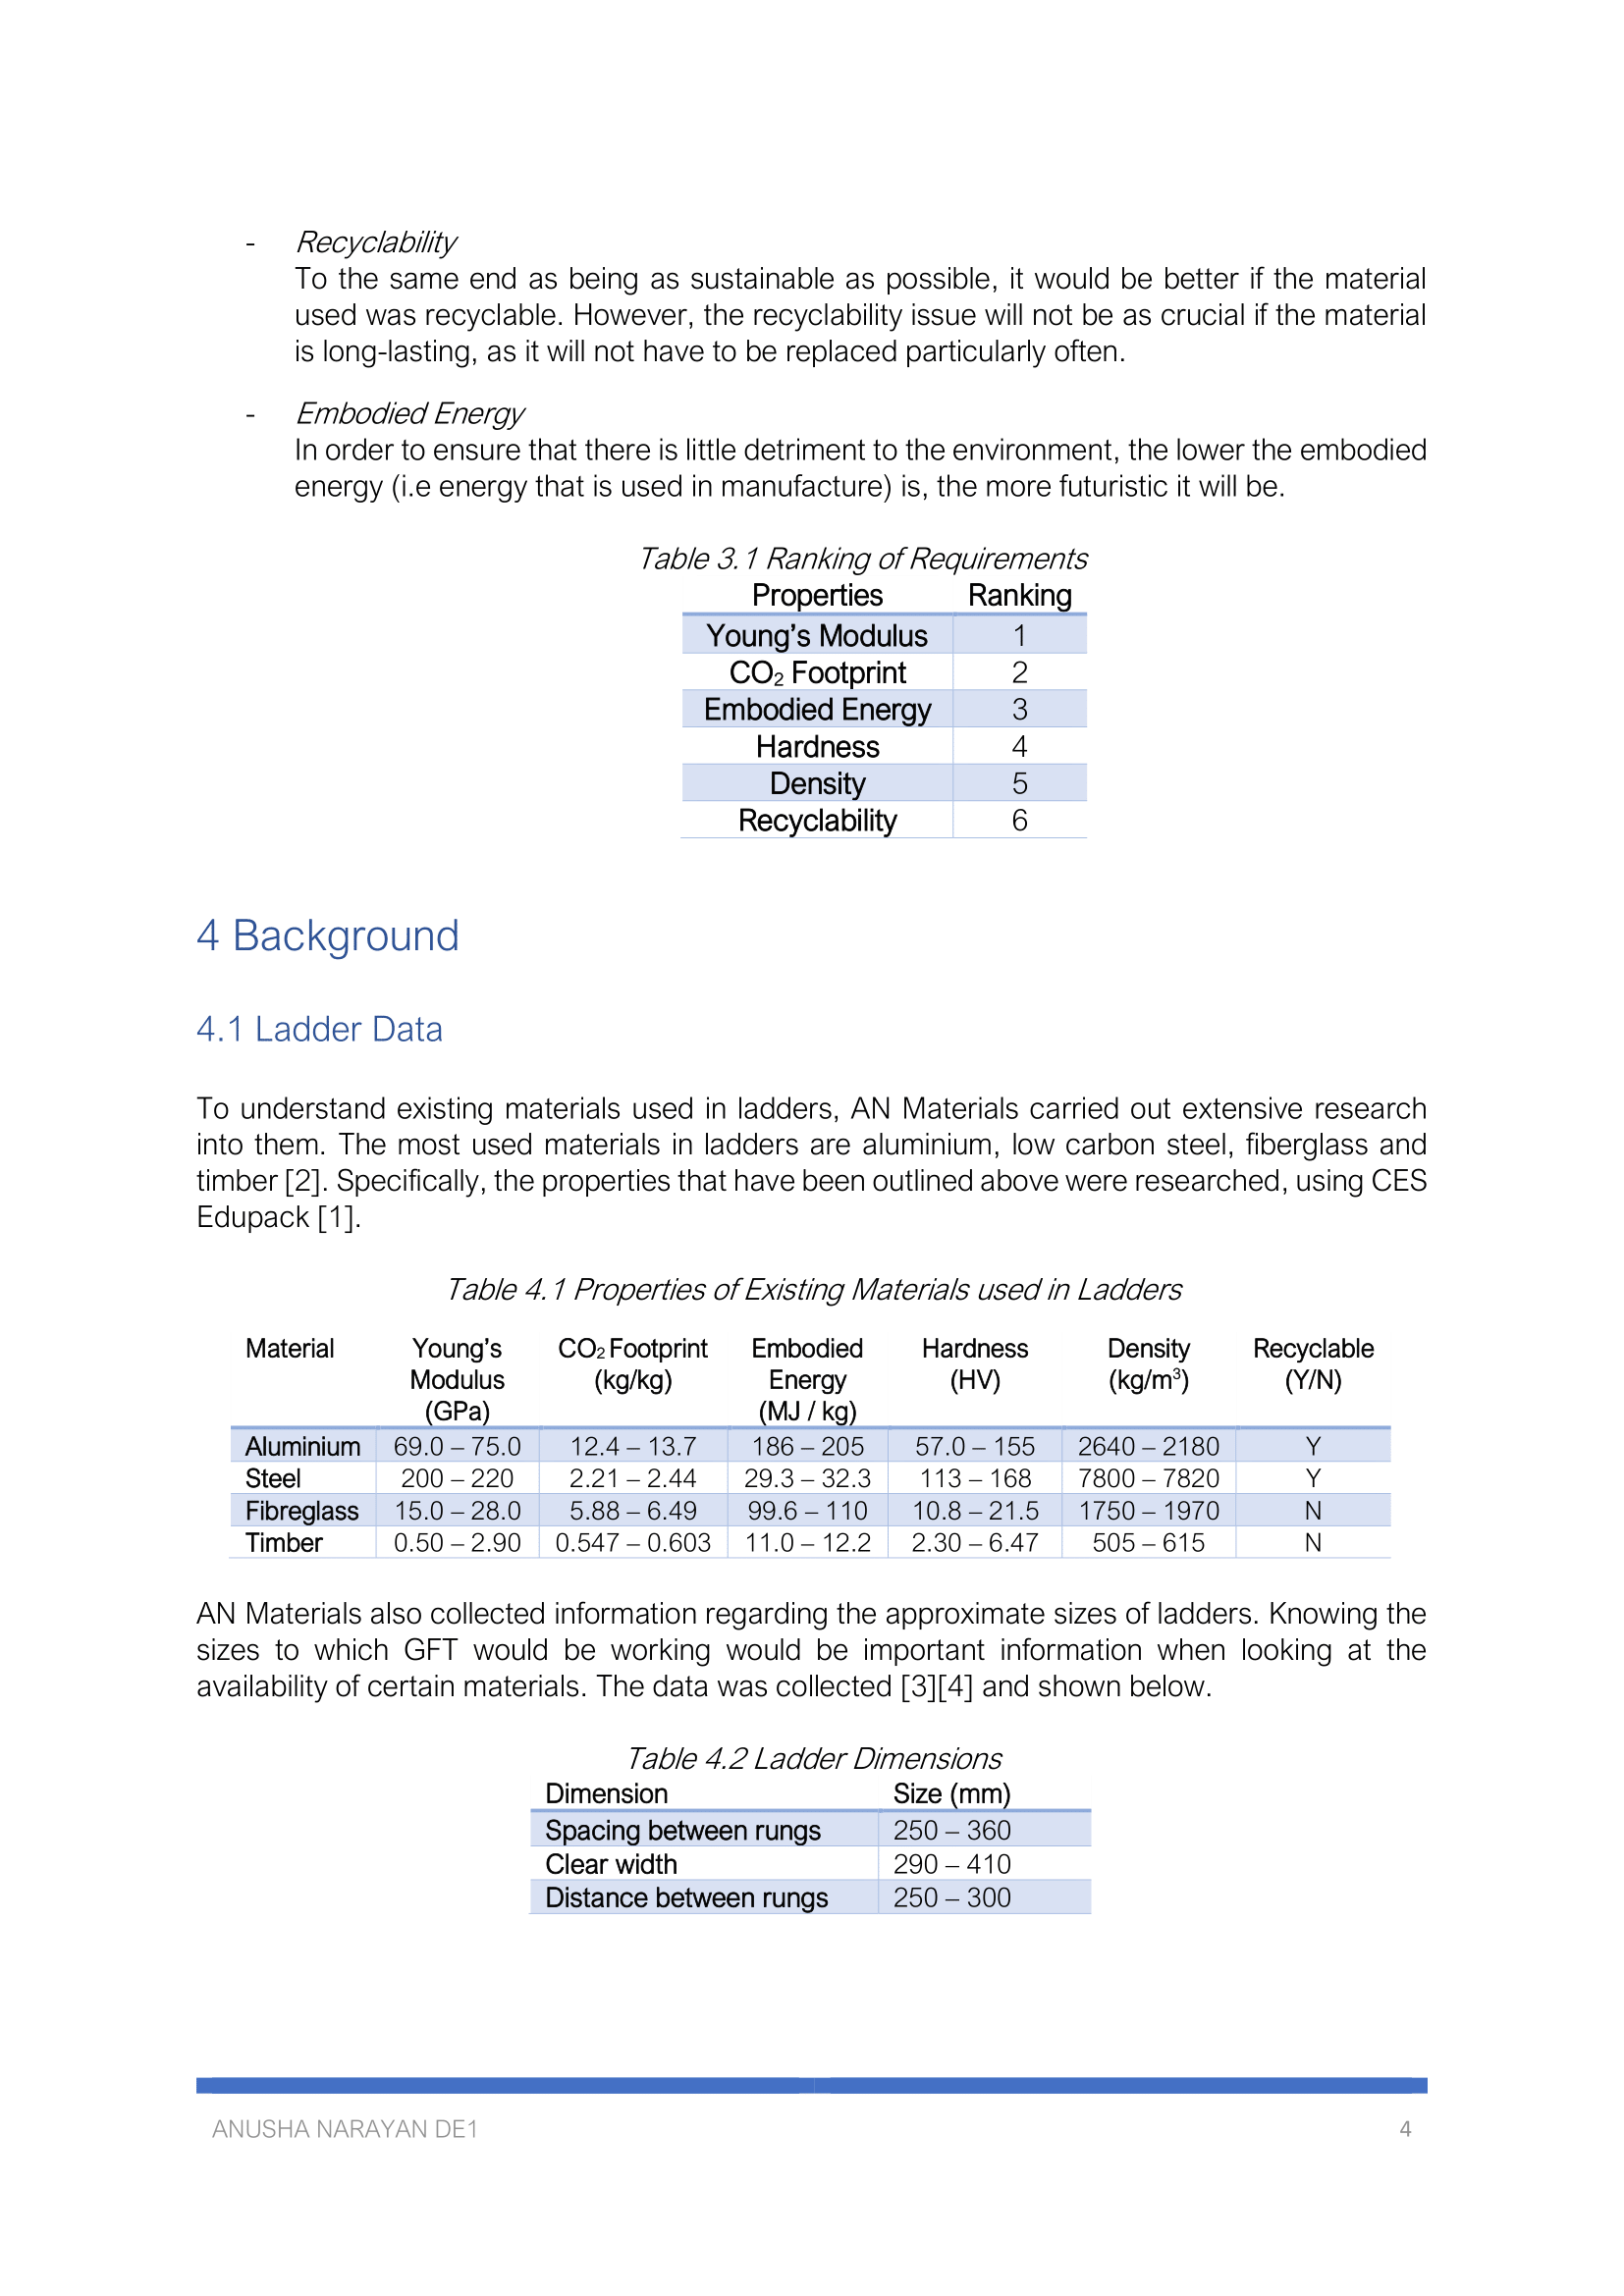 - Recyclability
To the same end as being as sustainable as possible, it would be better if the material
used was recyclable. However, the recyclability issue will not be as crucial if the material
is long-lasting, as it will not have to be replaced particularly often.
- Embodied Energy
In order to ensure that there is little detriment to the environment, the lower the embodied
energy (i.e energy that is used in manufacture) is, the more futuristic it will be.
Table 3.1 Ranking of Requirements
Properties Ranking
Young’s Modulus 1
CO₂ Footprint 2
Embodied Energy 3
Hardness 4
Density 5
Recyclability 6
4 Background
4.1 Ladder Data
To understand existing materials used in ladders, AN Materials carried out extensive research
into them. The most used materials in ladders are aluminium, low carbon steel, fiberglass and
timber [2]. Specifically, the properties that have been outlined above were researched, using CES
Edupack [1].
Table 4.1 Properties of Existing Materials used in Ladders
Material Young’s CO₂ Footprint Embodied Hardness Density Recyclable
Modulus (kg/kg) Energy (HV) (kg/m³) (Y/N)
(GPa) (MJ / kg)
Aluminium 69.0 – 75.0 12.4 – 13.7 186 – 205 57.0 – 155 2640 – 2180 Y
Steel 200 – 220 2.21 – 2.44 29.3 – 32.3 113 – 168 7800 – 7820 Y
Fibreglass 15.0 – 28.0 5.88 – 6.49 99.6 – 110 10.8 – 21.5 1750 – 1970 N
Timber 0.50 – 2.90 0.547 – 0.603 11.0 – 12.2 2.30 – 6.47 505 – 615 N
AN Materials also collected information regarding the approximate sizes of ladders. Knowing the
sizes to which GFT would be working would be important information when looking at the
availability of certain materials. The data was collected [3][4] and shown below.
Table 4.2 Ladder Dimensions
Dimension Size (mm)
Spacing between rungs 250 – 360
Clear width 290 – 410
Distance between rungs 250 – 300
ANUSHA NARAYAN DE1 4